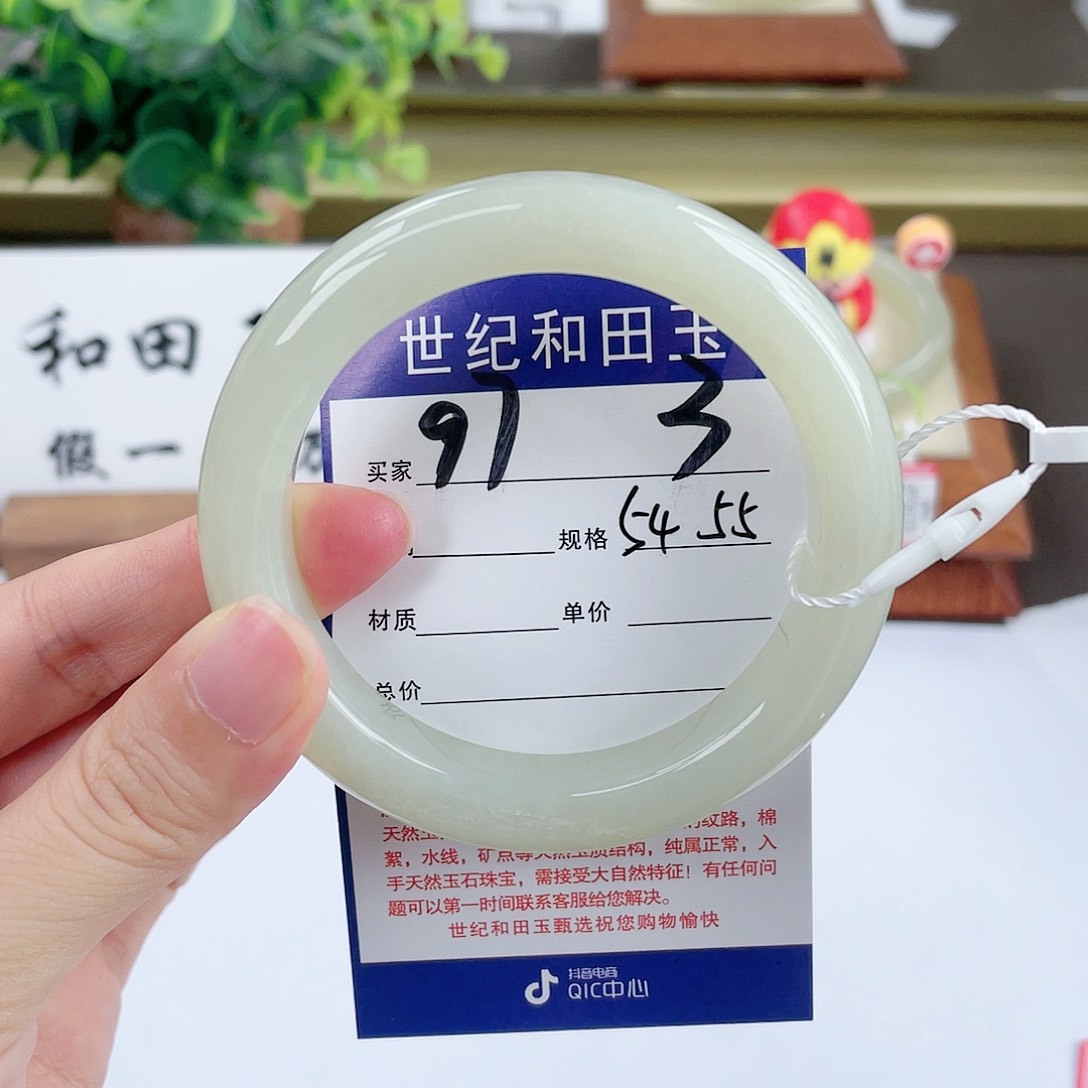 和田
假一
世纪和田玉
买家 97 3
规格 54 55
材质 单价
总价
天然玉 纹路，棉
絮，水线，矿点等天然玉质结构，纯属正常，入
手天然玉石珠宝，需接受大自然特征！有任何问
题可以第一时间联系客服给您解决。
世纪和田玉甄选祝您购物愉快
抖音电商
QIC中心